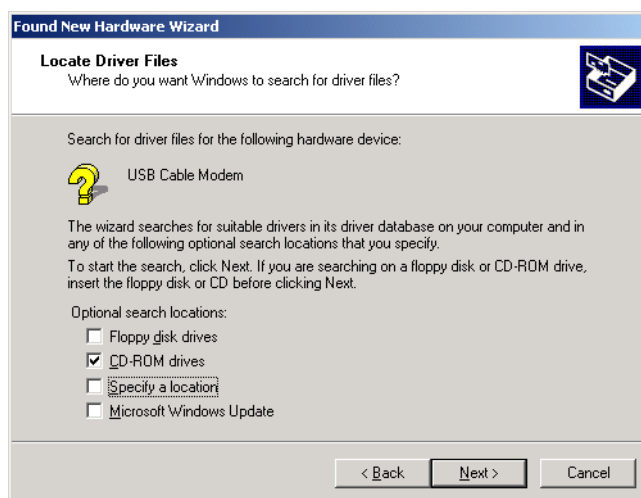 Found New Hardware Wizard
Locate Driver Files
Where do you want Windows to search for driver files?
Search for driver files for the following hardware device:
USB Cable Modem
The wizard searches for suitable drivers in its driver database on your computer and in
any of the following optional search locations that you specify.
To start the search, click Next. If you are searching on a floppy disk or CD-ROM drive,
insert the floppy disk or CD before clicking Next.
Optional search locations:
Floppy disk drives
CD-ROM drives
Specify a location
Microsoft Windows Update
< Back
Next >
Cancel